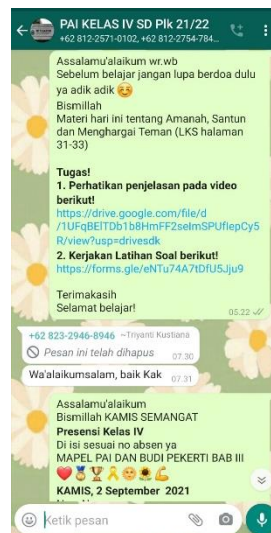 PAI KELAS IV SD Plk 21/22
+62 812-2571-0102, +62 812-2754-784...
Assalamu'alaikum wr.wb
Sebelum belajar jangan lupa berdoa dulu
ya adik adik
Bismillah
Materi hari ini tentang Amanah, Santun
dan Menghargai Teman (LKS halaman
31-33)
Tugas!
1. Perhatikan penjelasan pada video
berikut!
https://drive.google.com/file/d
/1UFqBElTDb1b8HmFF2selmSPUflepCy5
R/view?usp=drivesdk
2. Kerjakan Latihan Soal berikut!
https://forms.gle/eNTu74A7tDfU5Jju9
Terimakasih
Selamat belajar!
05.22
+62 823-2946-8946 ~Triyanti Kustiana
Pesan ini telah dihapus 07.30
Wa'alaikumsalam, baik Kak 07.31
Assalamu'alaikum
Bismillah KAMIS SEMANGAT
Presensi Kelas IV
Di isi sesuai no absen ya
MAPEL PAI DAN BUDI PEKERTI BAB III
KAMIS, 2 September 2021
Ketik pesan